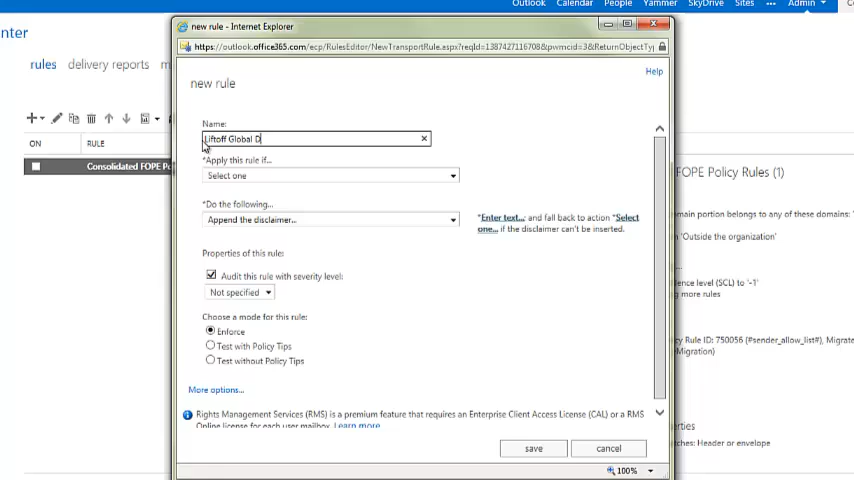 Outlook Calendar People Yammer SkyDrive Sites ... Admin
new rule - Internet Explorer
https://outlook.office365.com/ecp/RulesEditor/NewTransportRule.aspx?reqId=1387427116708&pwmcid=3&ReturnObjectTyp
nter
rules delivery reports m
new rule
Help
Name:
Liftoff Global D
*Apply this rule if...
Select one
*Do the following...
Append the disclaimer...
*Enter text... and fall back to action *Select
one... if the disclaimer can't be inserted.
Properties of this rule:
Audit this rule with severity level:
Not specified
Choose a mode for this rule:
Enforce
Test with Policy Tips
Test without Policy Tips
More options...
Rights Management Services (RMS) is a premium feature that requires an Enterprise Client Access License (CAL) or a RMS
Online license for each user mailbox. Learn more
save cancel
100%
ON RULE
Consolidated FOPE Po
FOPE Policy Rules (1)
main portion belongs to any of these domains: '
'Outside the organization'
dence level (SCL) to '-1'
g more rules
cy Rule ID: 750056 (#sender_allow_list#), Migrate
Migration)
erties
tches: Header or envelope